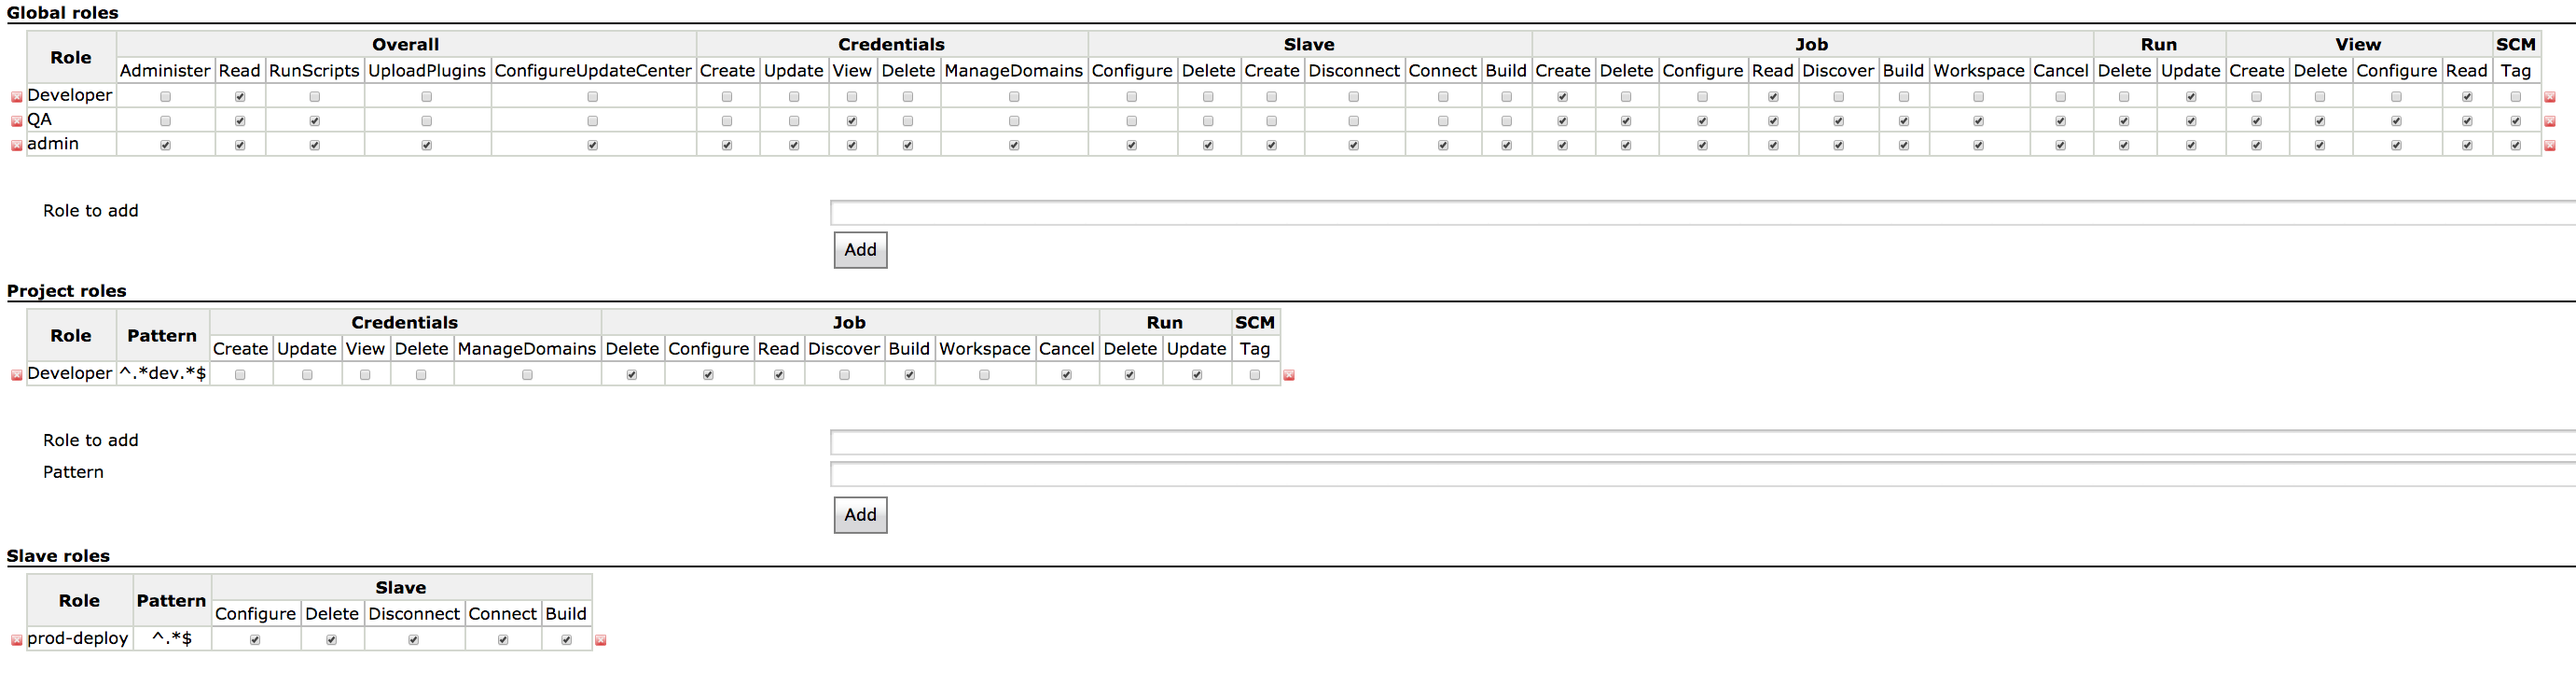 Global roles
Role Overall Credentials Slave Job Run View SCM
Administer Read RunScripts UploadPlugins ConfigureUpdateCenter Create Update View Delete ManageDomains Configure Delete Create Disconnect Connect Build Create Delete Configure Read Discover Build Workspace Cancel Delete Update Create Delete Configure Read Tag
Developer
QA
admin
Role to add
Add
Project roles
Role Pattern Credentials Job Run SCM
Create Update View Delete ManageDomains Delete Configure Read Discover Build Workspace Cancel Delete Update Tag
Developer ^.*dev.*$
Role to add
Pattern
Add
Slave roles
Role Pattern Slave
Configure Delete Disconnect Connect Build
prod-deploy ^.*$